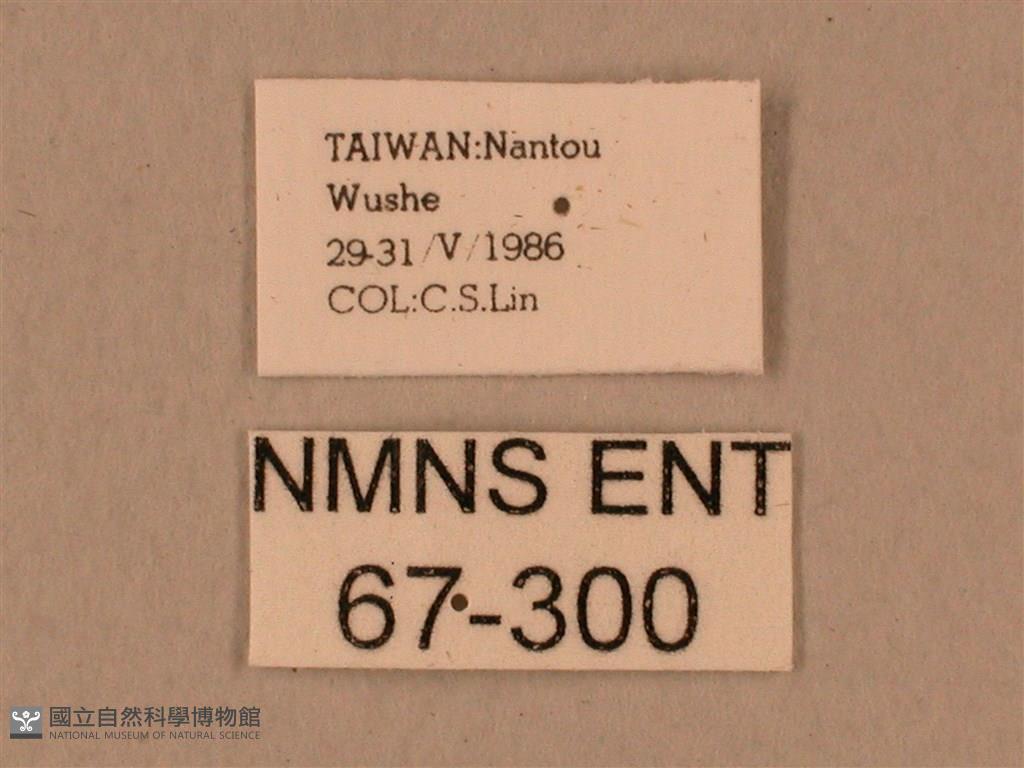 TAIWAN:Nantou
Wushe
29-31/V/1986
COL:C.S.Lin
NMNS ENT
67-300
國立自然科學博物館
NATIONAL MUSEUM OF NATURAL SCIENCE